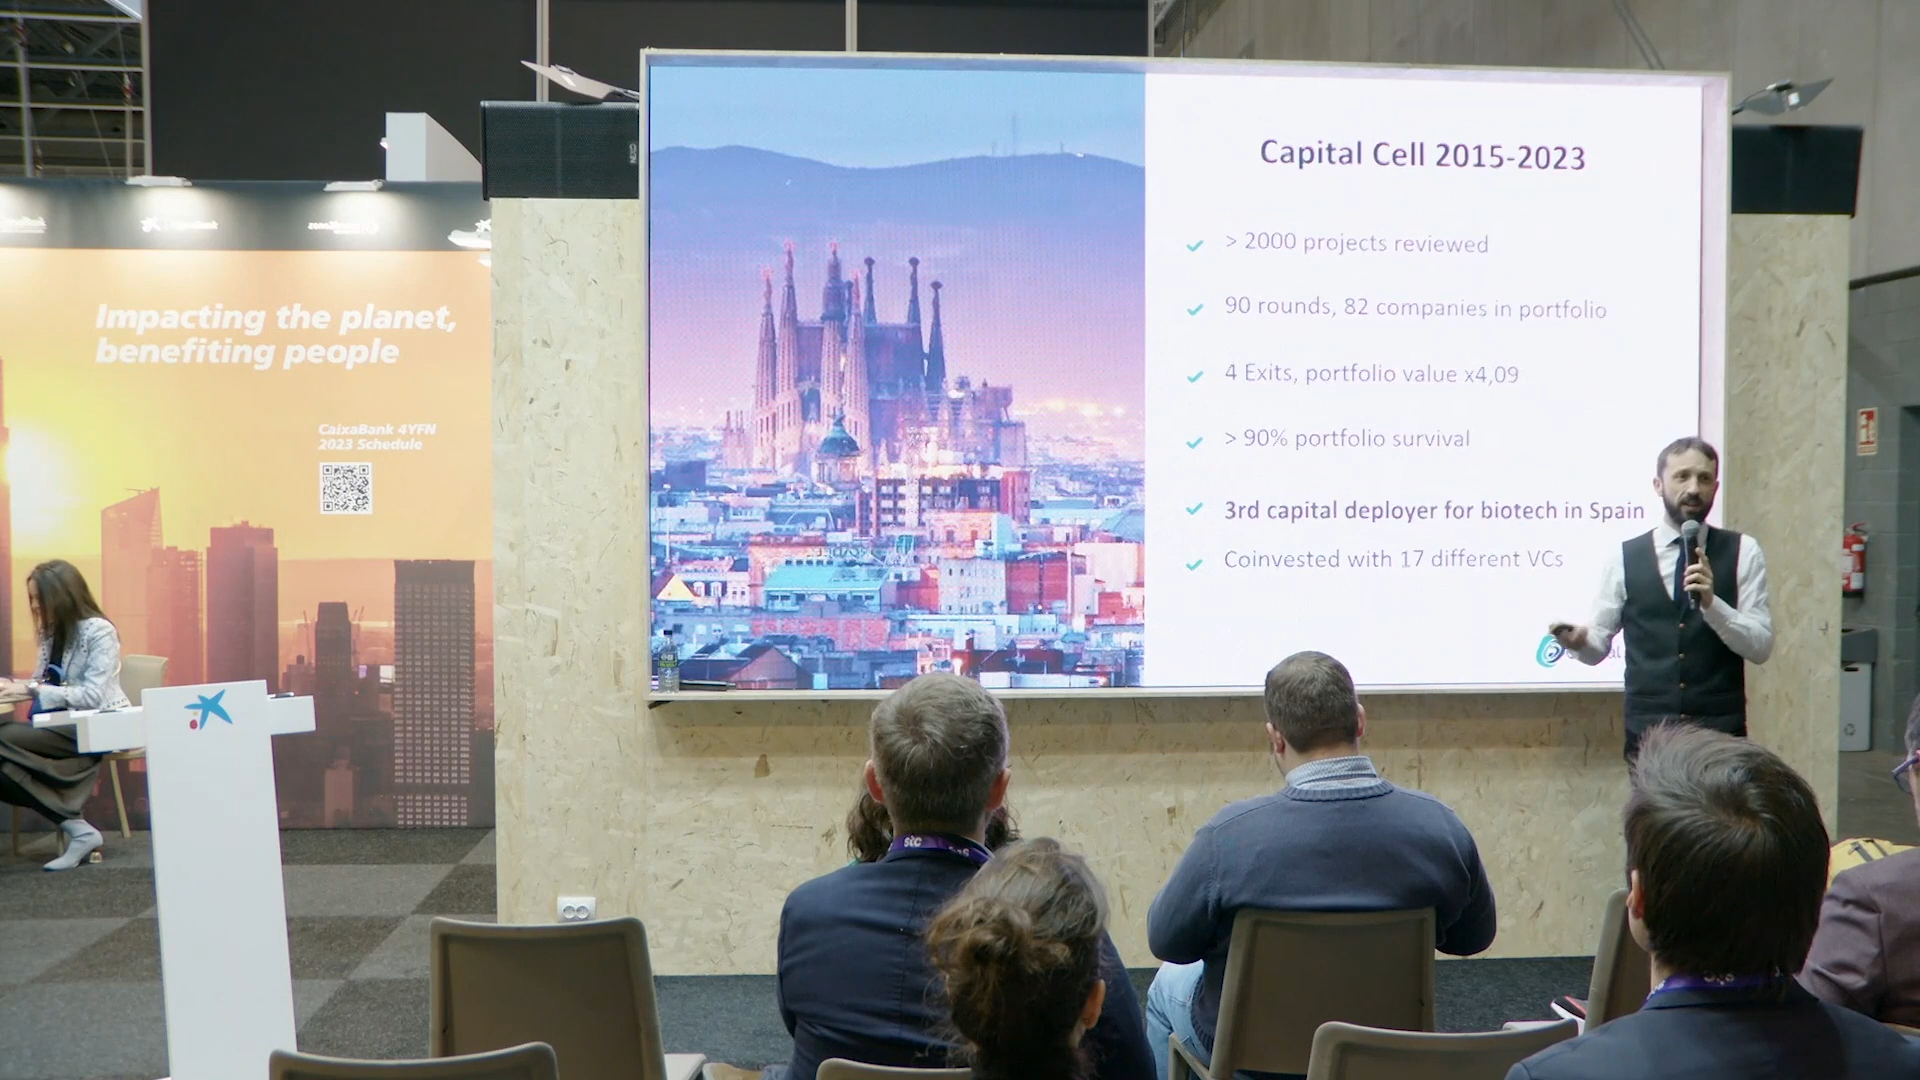 Impacting the planet,
benefiting people
CaixaBank 4YFN
2023 Schedule
Capital Cell 2015-2023
> 2000 projects reviewed
90 rounds, 82 companies in portfolio
4 Exits, portfolio value x4,09
> 90% portfolio survival
3rd capital deployer for biotech in Spain
Coinvested with 17 different VCs
stc